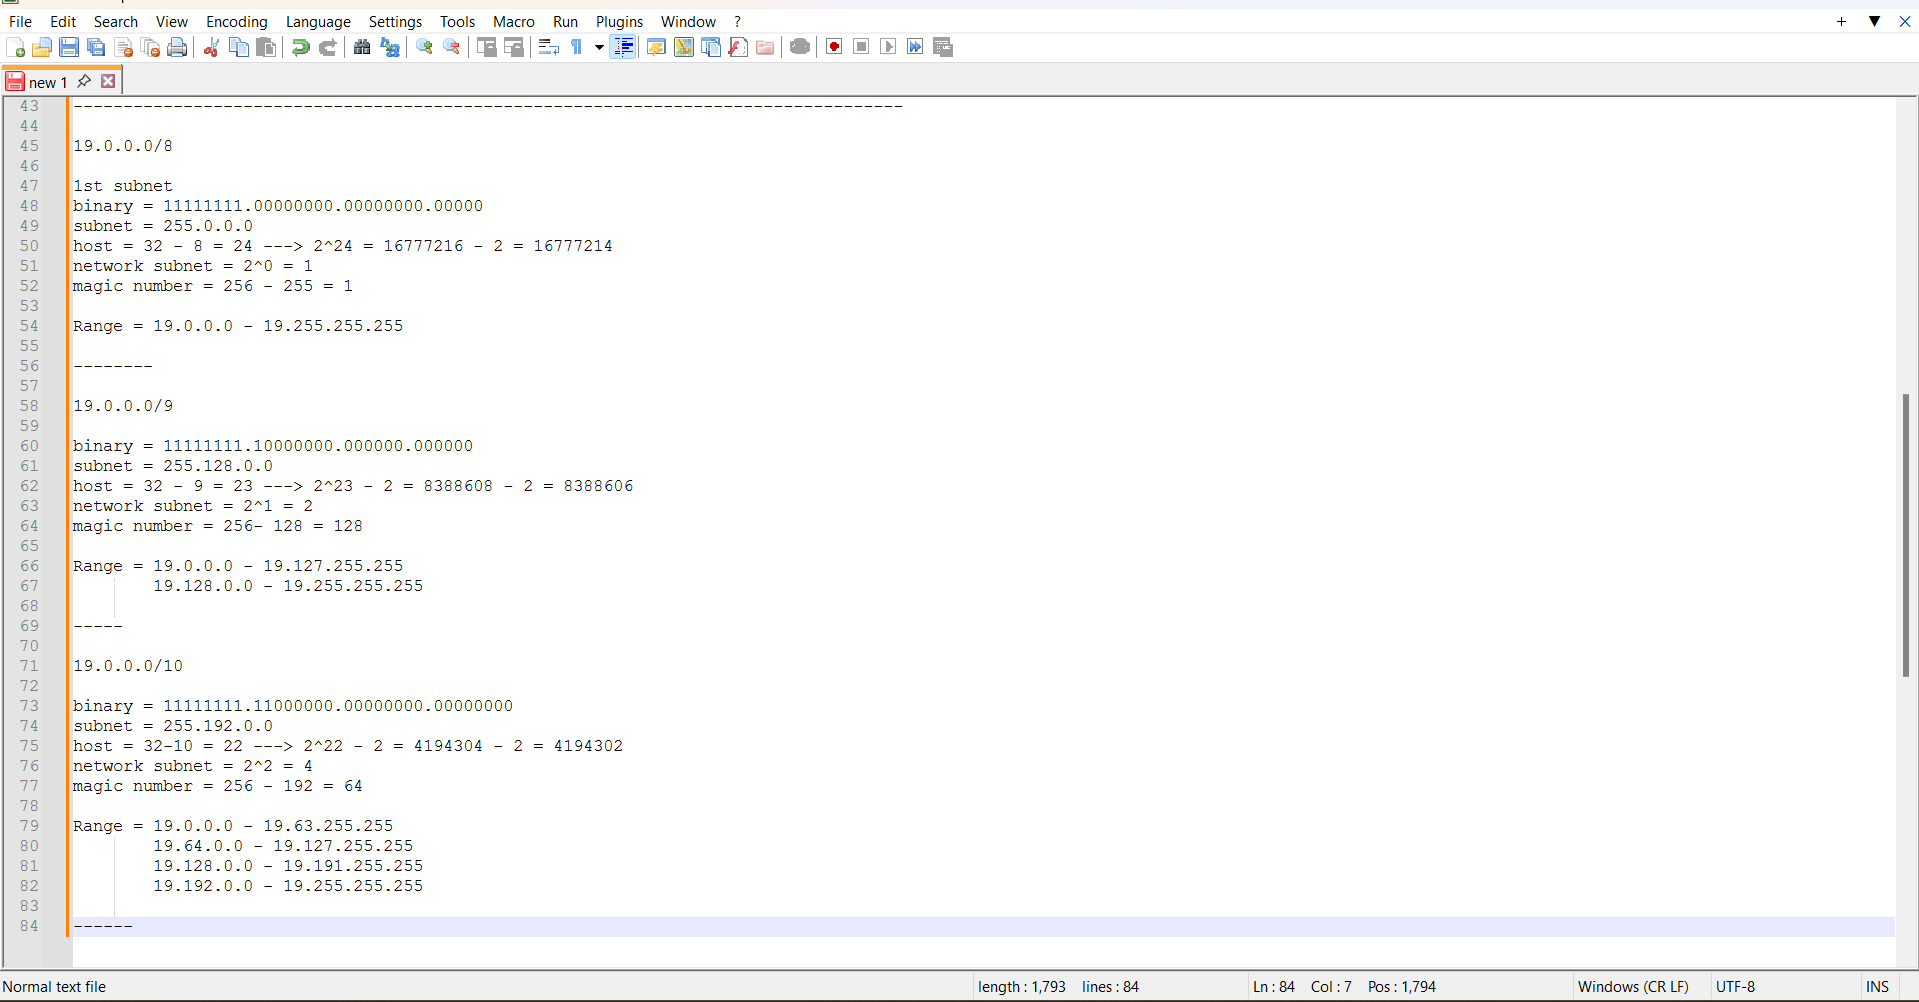 File Edit Search View Encoding Language Settings Tools Macro Run Plugins Window ?
new 1
43 -----------------------------------------------------------------------------------
44
45 19.0.0.0/8
46
47 1st subnet
48 binary = 11111111.00000000.00000000.00000
49 subnet = 255.0.0.0
50 host = 32 - 8 = 24 ---> 2^24 = 16777216 - 2 = 16777214
51 network subnet = 2^0 = 1
52 magic number = 256 - 255 = 1
53
54 Range = 19.0.0.0 - 19.255.255.255
55
56 --------
57
58 19.0.0.0/9
59
60 binary = 11111111.10000000.000000.000000
61 subnet = 255.128.0.0
62 host = 32 - 9 = 23 ---> 2^23 - 2 = 8388608 - 2 = 8388606
63 network subnet = 2^1 = 2
64 magic number = 256- 128 = 128
65
66 Range = 19.0.0.0 - 19.127.255.255
67 19.128.0.0 - 19.255.255.255
68
69 -----
70
71 19.0.0.0/10
72
73 binary = 11111111.11000000.00000000.00000000
74 subnet = 255.192.0.0
75 host = 32-10 = 22 ---> 2^22 - 2 = 4194304 - 2 = 4194302
76 network subnet = 2^2 = 4
77 magic number = 256 - 192 = 64
78
79 Range = 19.0.0.0 - 19.63.255.255
80 19.64.0.0 - 19.127.255.255
81 19.128.0.0 - 19.191.255.255
82 19.192.0.0 - 19.255.255.255
83
84 ------
Normal text file length : 1,793 lines : 84 Ln : 84 Col : 7 Pos : 1,794 Windows (CR LF) UTF-8 INS